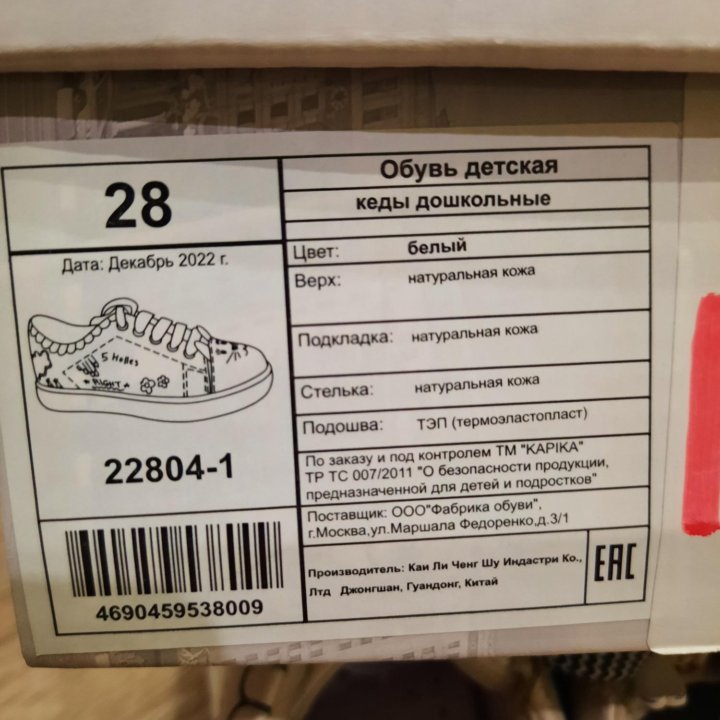 28
Дата: Декабрь 2022 г.
5 Holles
RIGHT
22804-1
4690459538009
Обувь детская
кеды дошкольные
Цвет: белый
Верх: натуральная кожа
Подкладка: натуральная кожа
Стелька: натуральная кожа
Подошва: ТЭП (термоэластопласт)
По заказу и под контролем ТМ "KAPIKA"
ТР ТС 007/2011 "О безопасности продукции,
предназначенной для детей и подростков"
Поставщик: ООО"Фабрика обуви",
г.Москва,ул.Маршала Федоренко,д.3/1
Производитель: Каи Ли Ченг Шу Индастри Ко.,
Лтд Джонгшан, Гуандонг, Китай
EAC